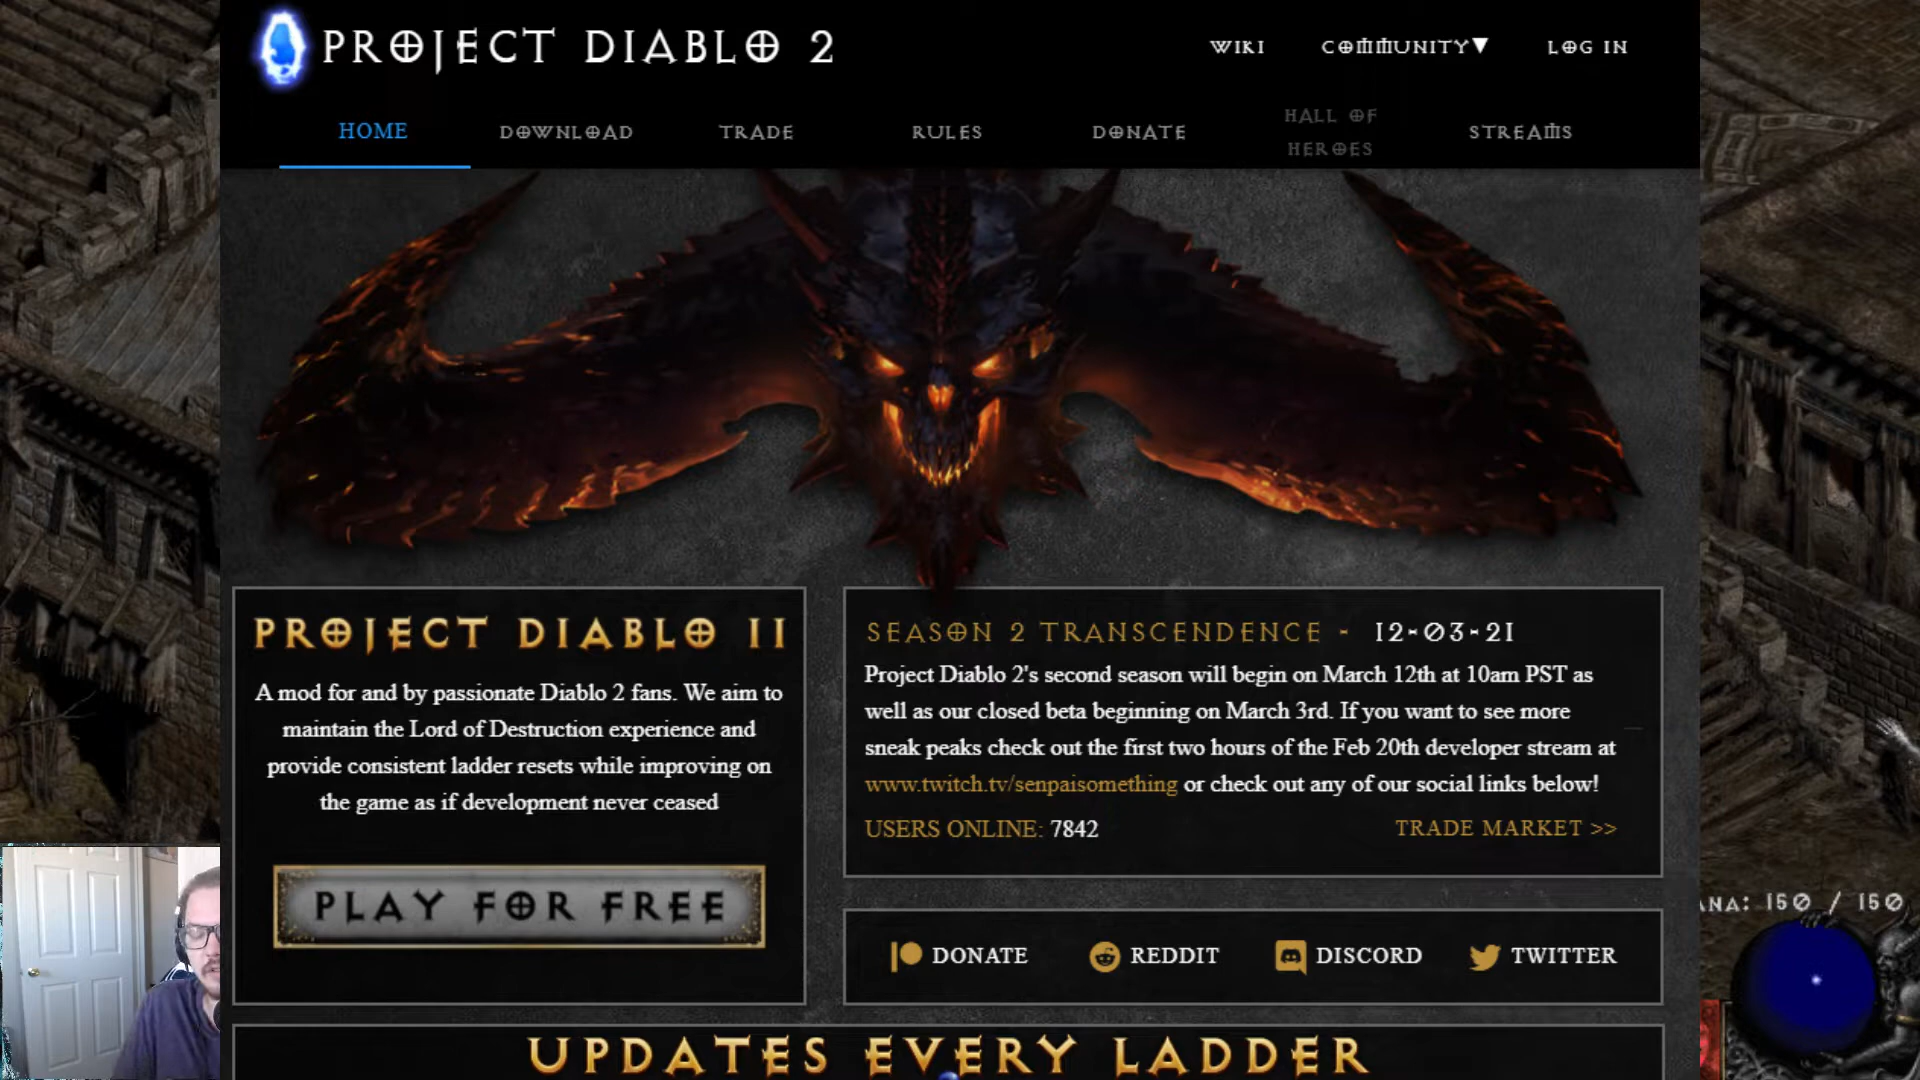 PROJECT DIABLO 2
WIKI
COMMUNITY▼
LOG IN
HOME
DOWNLOAD
TRADE
RULES
DONATE
HALL OF
HEROES
STREAMS
PROJECT DIABLO II
A mod for and by passionate Diablo 2 fans. We aim to
maintain the Lord of Destruction experience and
provide consistent ladder resets while improving on
the game as if development never ceased
PLAY FOR FREE
SEASON 2 TRANSCENDENCE - 12-03-21
Project Diablo 2's second season will begin on March 12th at 10am PST as
well as our closed beta beginning on March 3rd. If you want to see more
sneak peaks check out the first two hours of the Feb 20th developer stream at
www.twitch.tv/senpaisomething or check out any of our social links below!
USERS ONLINE: 7842
TRADE MARKET >>
DONATE
REDDIT
DISCORD
TWITTER
ANA: 150 / 150
UPDATES EVERY LADDER